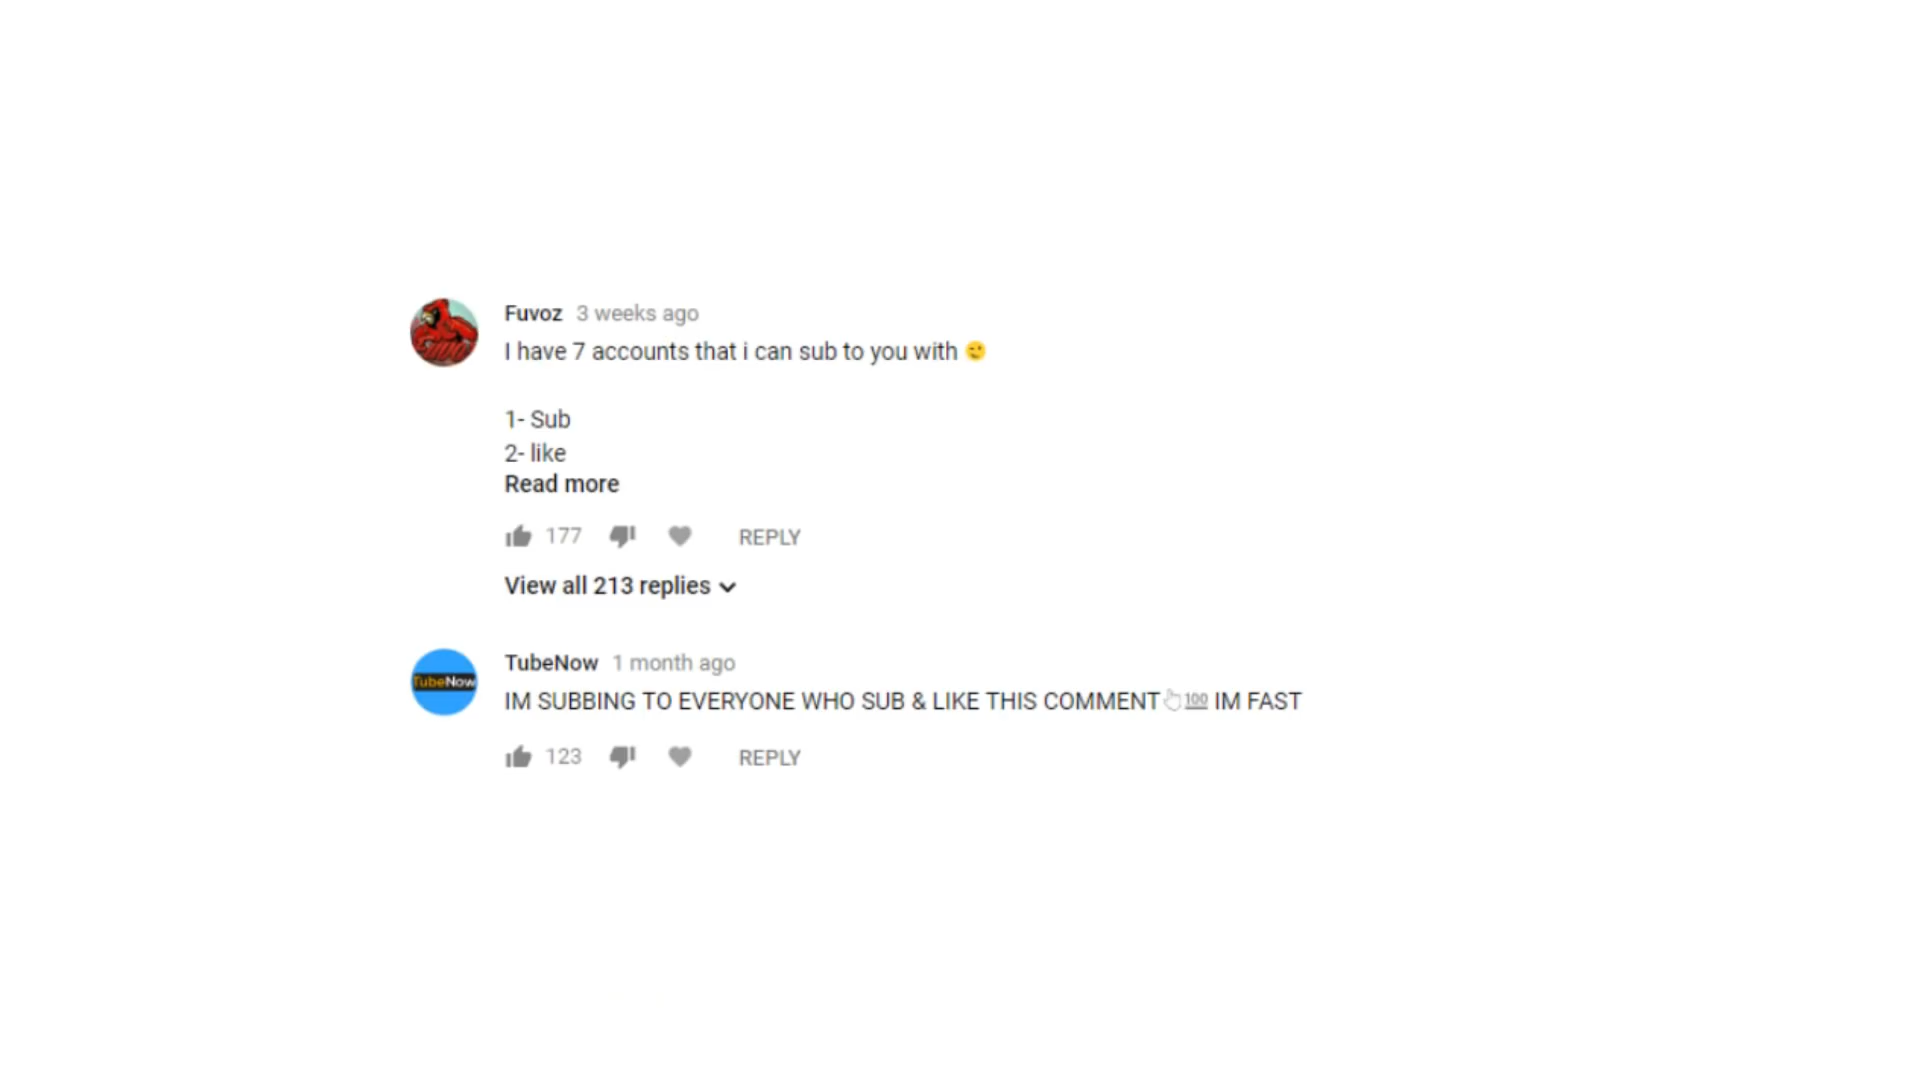 Fuvoz 3 weeks ago
I have 7 accounts that i can sub to you with 😉
1- Sub
2- like
Read more
177 REPLY
View all 213 replies
TubeNow
TubeNow 1 month ago
IM SUBBING TO EVERYONE WHO SUB & LIKE THIS COMMENT👆💯 IM FAST
123 REPLY